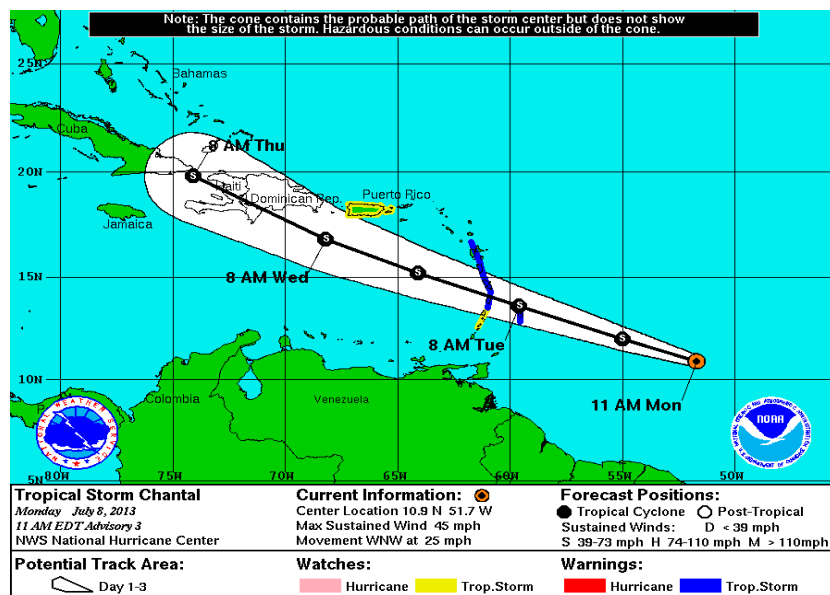 Note: The cone contains the probable path of the storm center but does not show
the size of the storm. Hazardous conditions can occur outside of the cone.
25N
Bahamas
Cuba
8 AM Thu
20N
Haiti
Dominican Rep.
Puerto Rico
Jamaica
8 AM Wed
15N
8 AM Tue
10N
11 AM Mon
Colombia
Venezuela
NATIONAL WEATHER SERVICE
NOAA
5N
80W
70W
65W
60W
50W
S
S
S
S
S
Tropical Storm Chantal
Monday July 8, 2013
11 AM EDT Advisory 3
NWS National Hurricane Center
Current Information:
Center Location 10.9 N 51.7 W
Max Sustained Wind 45 mph
Movement WNW at 25 mph
Forecast Positions:
Tropical Cyclone Post-Tropical
Sustained Winds: D < 39 mph
S 39-73 mph H 74-110 mph M > 110mph
Potential Track Area:
Day 1-3
Watches:
Hurricane Trop.Storm
Warnings:
Hurricane Trop.Storm